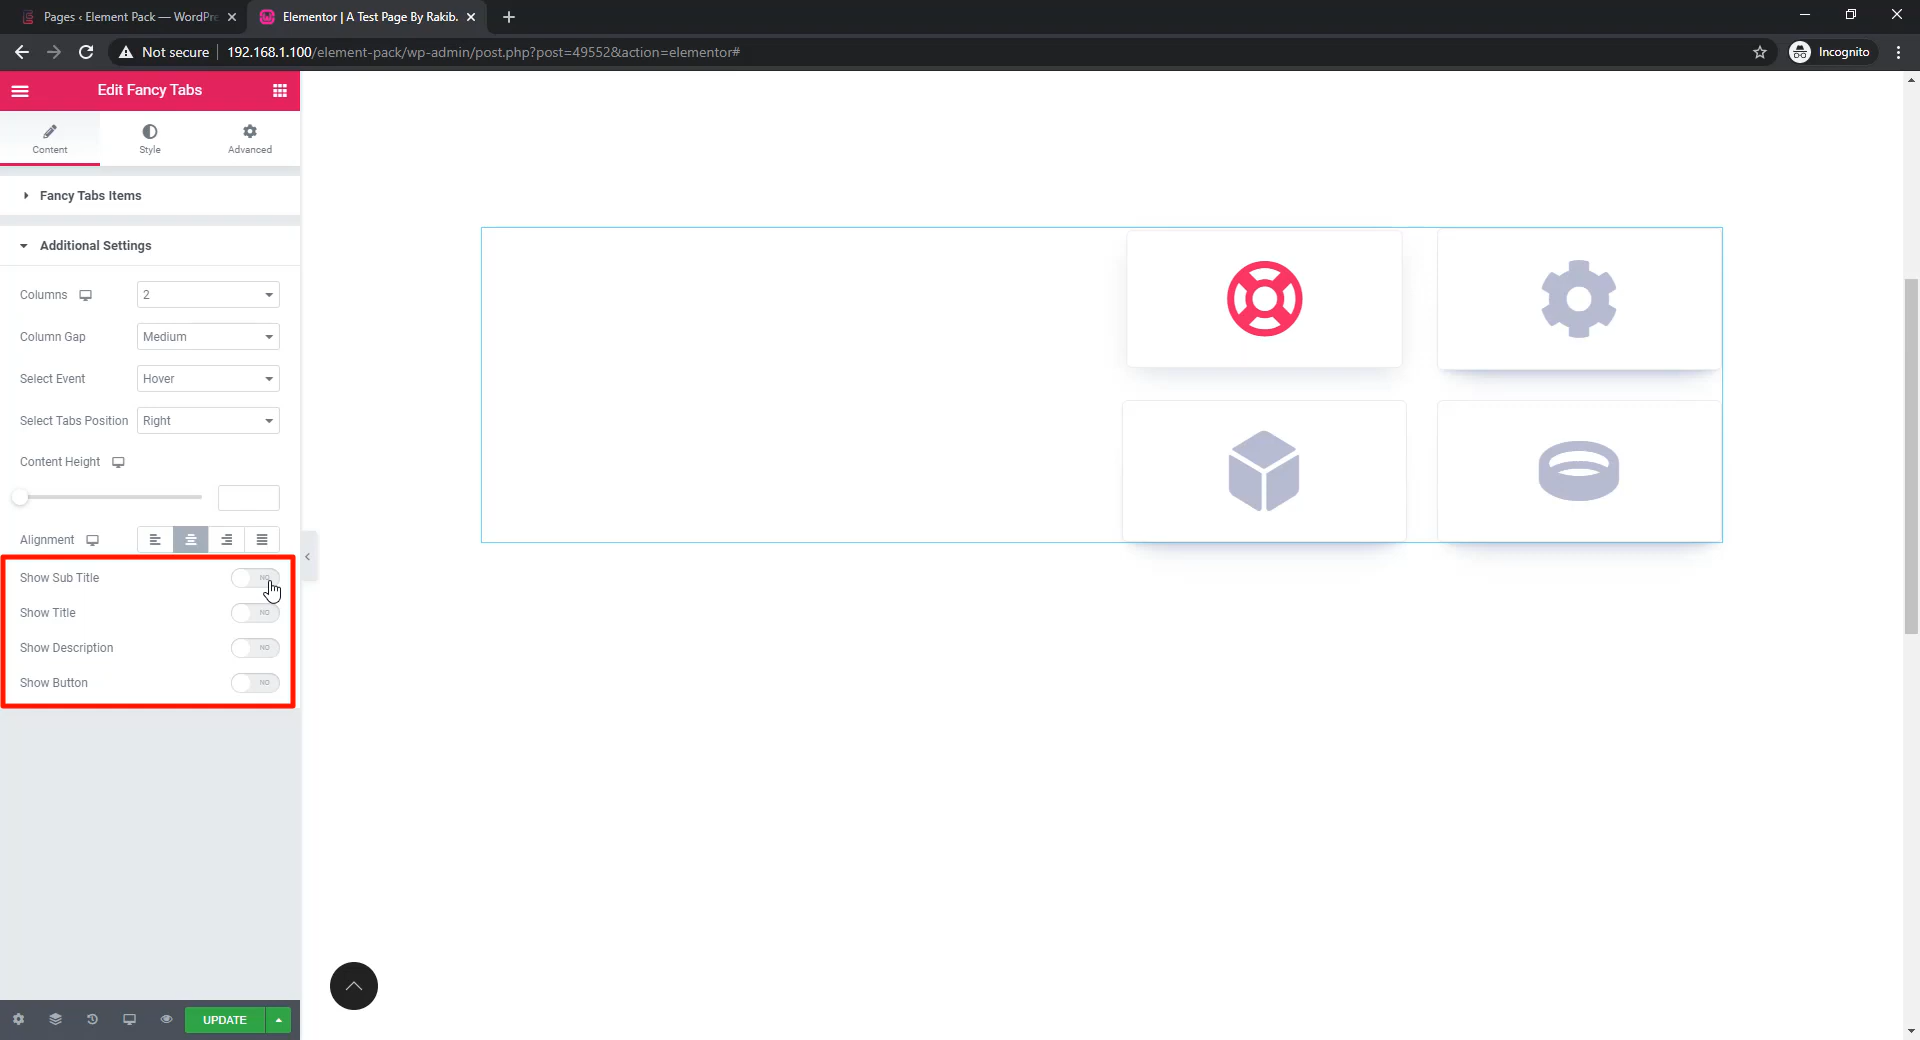 Pages ‹ Element Pack — WordPre
Elementor | A Test Page By Rakib.
Not secure
192.168.1.100/element-pack/wp-admin/post.php?post=49552&action=elementor#
Incognito
Edit Fancy Tabs
Content
Style
Advanced
Fancy Tabs Items
Additional Settings
Columns
2
Column Gap
Medium
Select Event
Hover
Select Tabs Position
Right
Content Height
Alignment
Show Sub Title
NO
Show Title
NO
Show Description
NO
Show Button
NO
UPDATE